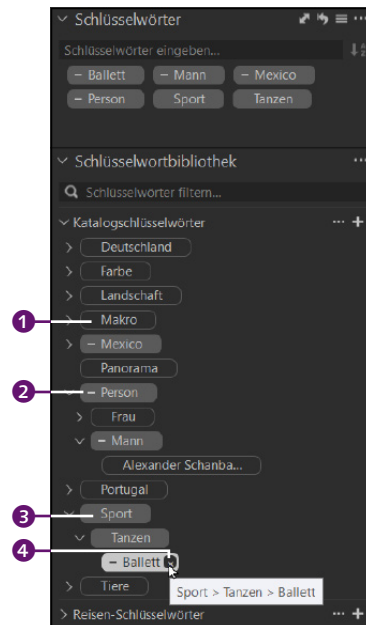 Schlüsselwörter
Schlüsselwörter eingeben...
– Ballett – Mann – Mexico
– Person Sport Tanzen
Schlüsselwortbibliothek
Schlüsselwörter filtern...
Katalogschlüsselwörter
Deutschland
Farbe
Landschaft
1 Makro
– Mexico
Panorama
2 – Person
Frau
– Mann
Alexander Schanba...
Portugal
3 Sport
Tanzen
4 – Ballett
Tiere
Sport > Tanzen > Ballett
Reisen-Schlüsselwörter